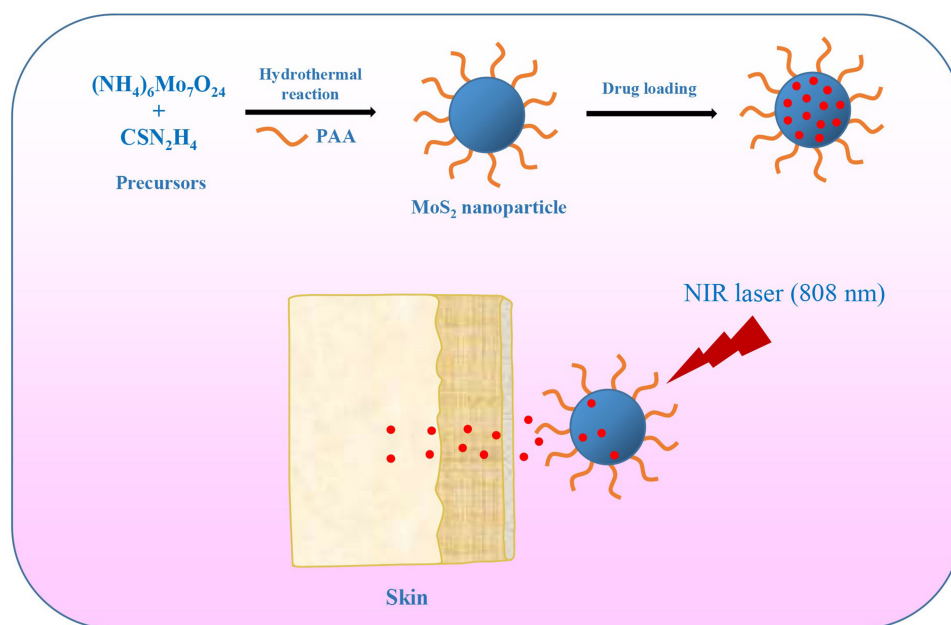 (NH₄)₆Mo₇O₂₄
+
CSN₂H₄
Precursors
Hydrothermal
reaction
PAA
MoS₂ nanoparticle
Drug loading
NIR laser (808 nm)
Skin